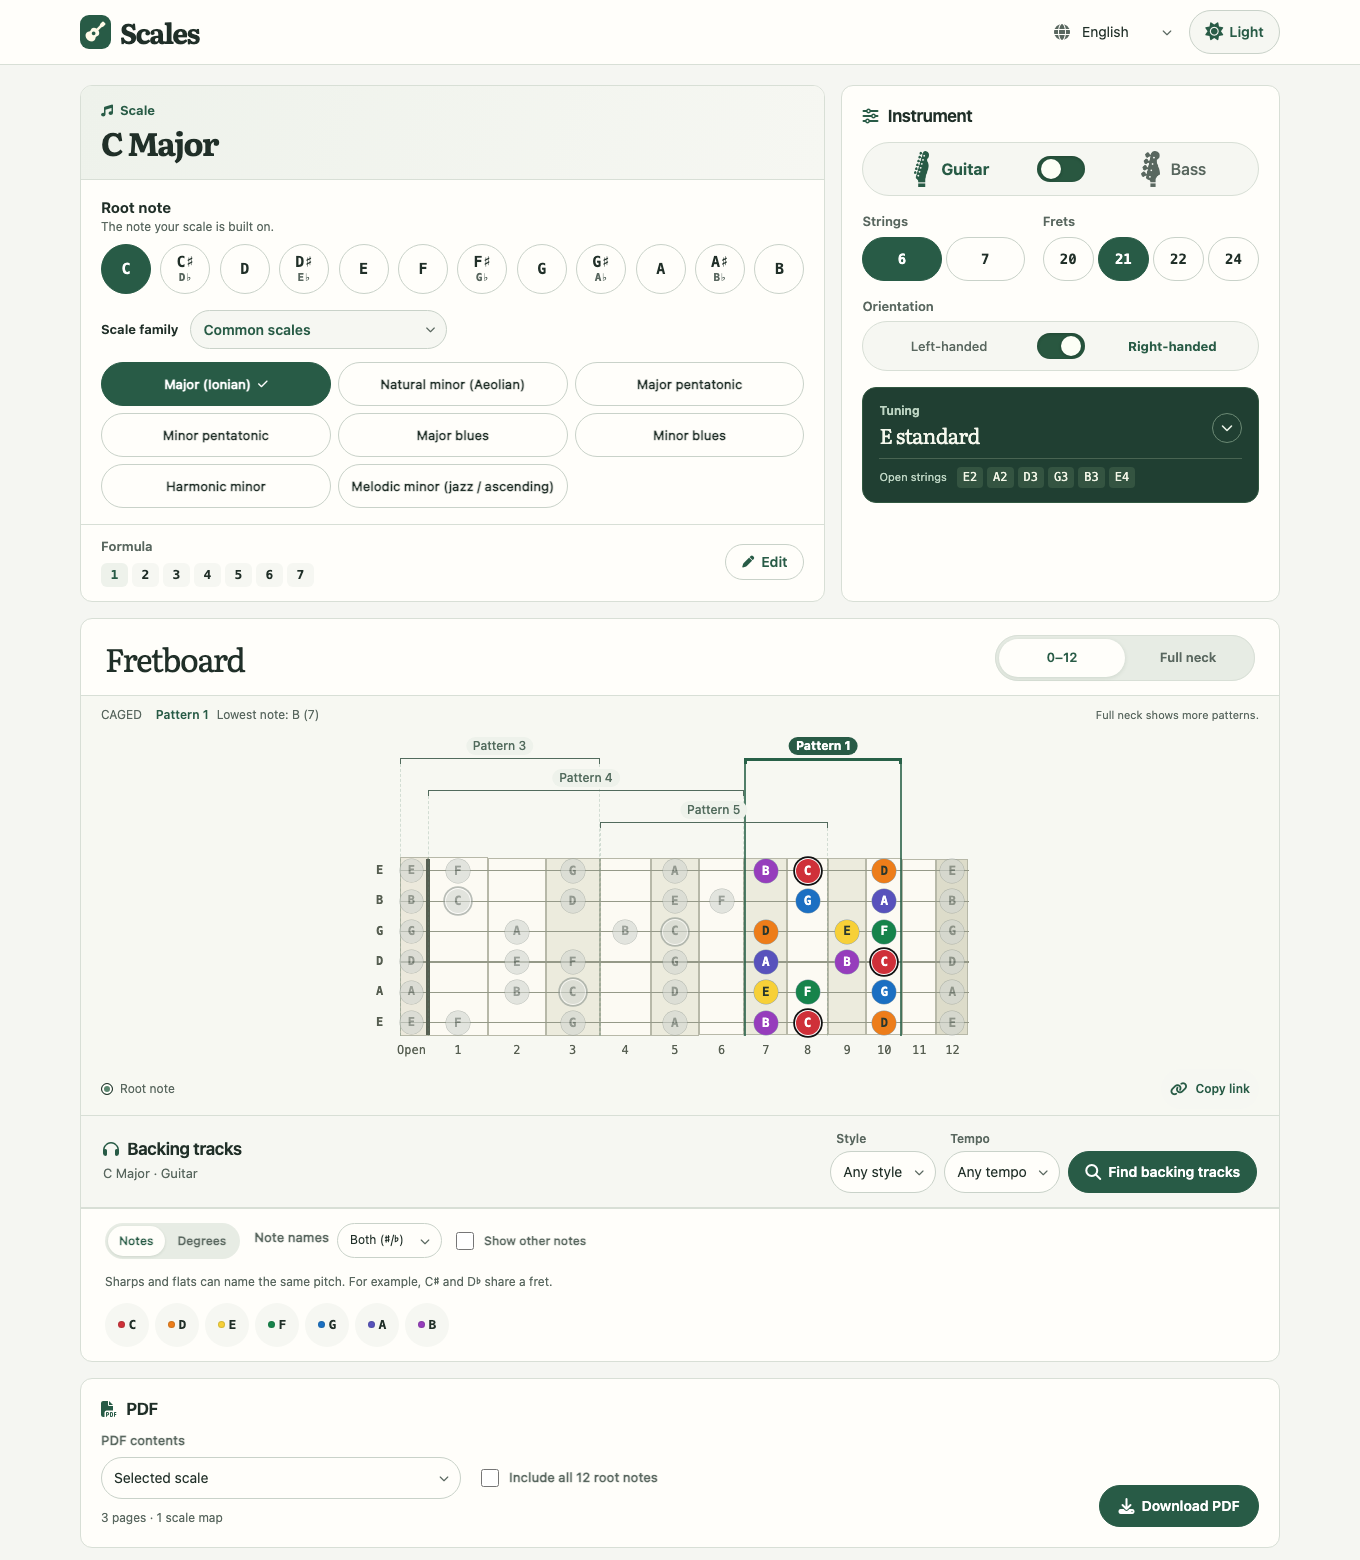 Scales
English
Light
Scale
C Major
Root note
The note your scale is built on.
C C♯ D♭ D D♯ E♭ E F F♯ G♭ G G♯ A♭ A A♯ B♭ B
Scale family Common scales
Major (Ionian) Natural minor (Aeolian) Major pentatonic
Minor pentatonic Major blues Minor blues
Harmonic minor Melodic minor (jazz / ascending)
Formula
1 2 3 4 5 6 7
Edit
Instrument
Guitar Bass
Strings Frets
6 7 20 21 22 24
Orientation
Left-handed Right-handed
Tuning
E standard
Open strings E2 A2 D3 G3 B3 E4
Fretboard
0–12 Full neck
CAGED Pattern 1 Lowest note: B (7) Full neck shows more patterns.
Pattern 3 Pattern 1
Pattern 4
Pattern 5
E E F G A B C D E
B B C D E F G A B
G G A B C D E F G
D D E F G A B C D
A A B C D E F G A
E E F G A B C D E
Open 1 2 3 4 5 6 7 8 9 10 11 12
Root note Copy link
Backing tracks
C Major · Guitar
Style Tempo
Any style Any tempo Find backing tracks
Notes Degrees Note names Both (♯/♭) Show other notes
Sharps and flats can name the same pitch. For example, C♯ and D♭ share a fret.
C D E F G A B
PDF
PDF
PDF contents
Selected scale Include all 12 root notes
3 pages · 1 scale map
Download PDF